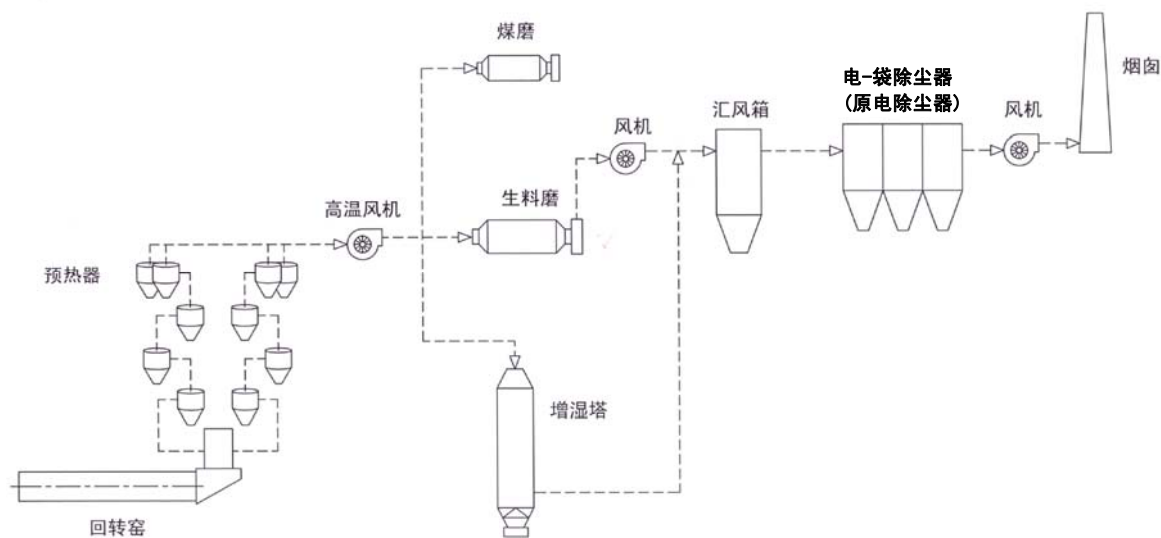 煤磨
电-袋除尘器
(原电除尘器)
烟囱
风机
汇风箱
风机
生料磨
高温风机
预热器
增湿塔
回转窑